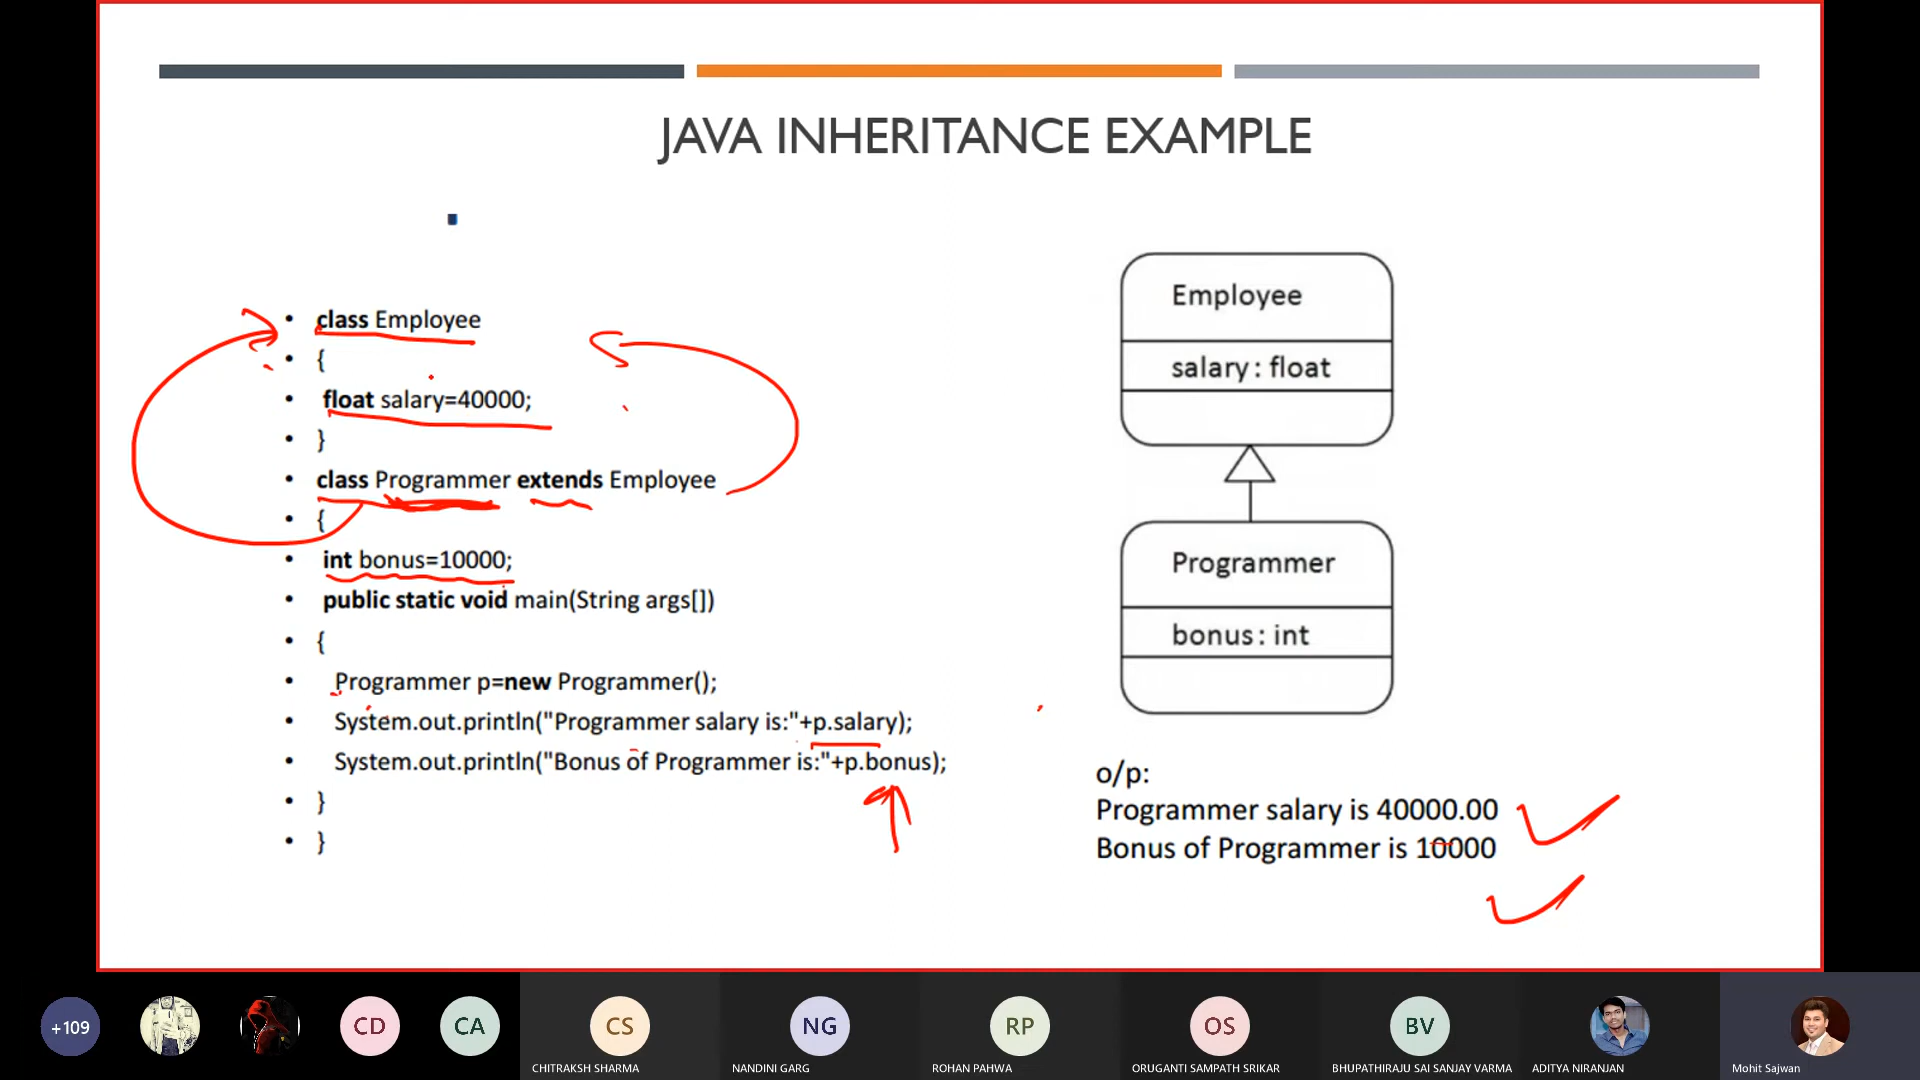 JAVA INHERITANCE EXAMPLE
• class Employee
• {
• float salary=40000;
• }
• class Programmer extends Employee
• {
• int bonus=10000;
• public static void main(String args[])
• {
• Programmer p=new Programmer();
• System.out.println("Programmer salary is:"+p.salary);
• System.out.println("Bonus of Programmer is:"+p.bonus);
• }
• }
Employee
salary : float
Programmer
bonus : int
o/p:
Programmer salary is 40000.00
Bonus of Programmer is 10000
+109
CD
CA
CS
CHITRAKSH SHARMA
NG
NANDINI GARG
RP
ROHAN PAHWA
OS
ORUGANTI SAMPATH SRIKAR
BV
BHUPATHIRAJU SAI SANJAY VARMA
ADITYA NIRANJAN
Mohit Sajwan